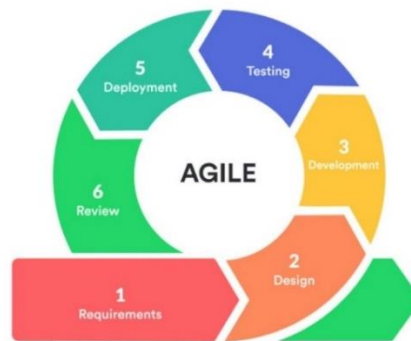 AGILE
1
Requirements
2
Design
3
Development
4
Testing
5
Deployment
6
Review